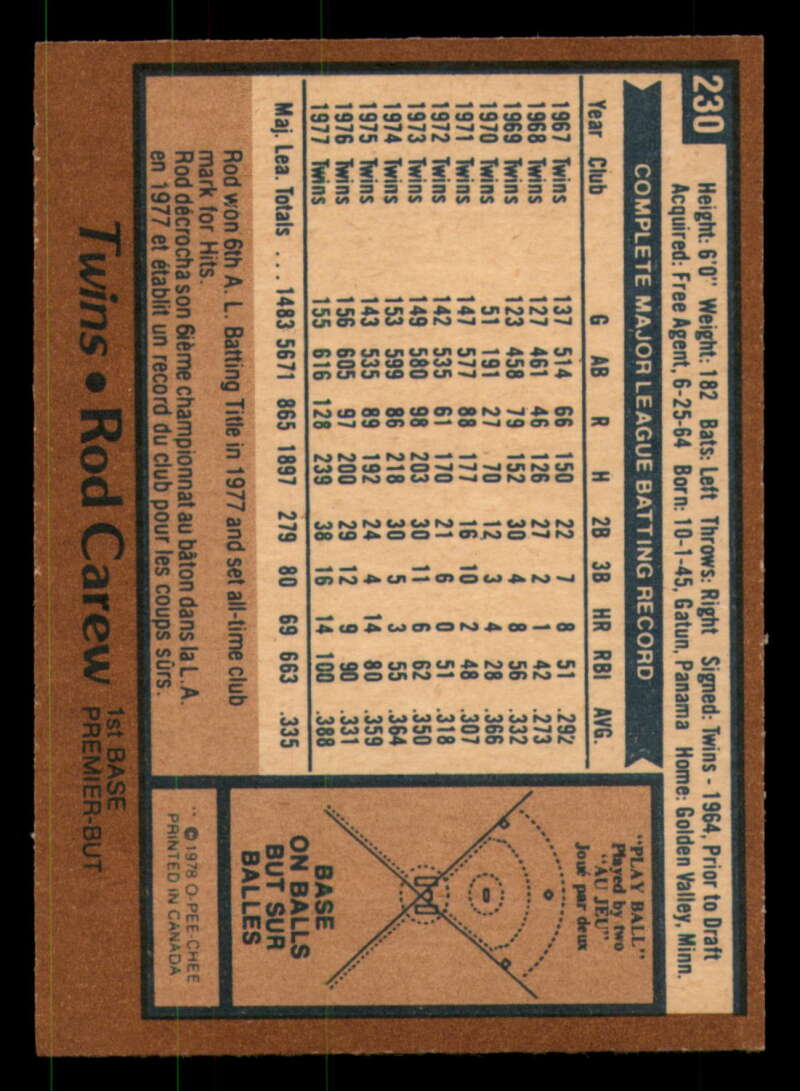 230
Height: 6'0" Weight: 182 Bats: Left Throws: Right Signed: Twins - 1964, Prior to Draft
Acquired: Free Agent, 6-25-64 Born: 10-1-45, Gatun, Panama Home: Golden Valley, Minn.
COMPLETE MAJOR LEAGUE BATTING RECORD
Year Club G AB R H 2B 3B HR RBI AVG.
1967 Twins 137 514 66 150 22 7 8 51 .292
1968 Twins 127 461 46 126 27 2 1 42 .273
1969 Twins 123 458 79 152 30 4 8 56 .332
1970 Twins 51 191 27 70 12 3 4 28 .366
1971 Twins 147 577 88 177 16 10 2 48 .307
1972 Twins 142 535 61 170 21 6 0 51 .318
1973 Twins 149 580 98 203 30 11 6 62 .350
1974 Twins 153 599 86 218 30 5 3 55 .364
1975 Twins 143 535 89 192 24 4 14 80 .359
1976 Twins 156 605 97 200 29 12 9 90 .331
1977 Twins 155 616 128 239 38 16 14 100 .388
Maj. Lea. Totals ... 1483 5671 865 1897 279 80 69 663 .335
Rod won 6th A. L. Batting Title in 1977 and set all-time club
mark for Hits.
Rod décrocha son 6ième championnat au bâton dans la L.A.
en 1977 et établit un record du club pour les coups sûrs.
Twins • Rod Carew 1st BASE
PREMIER-BUT
"PLAY BALL"
Played by two
"AU JEU"
Joué par deux
BASE
ON BALLS
BUT SUR
BALLES
** © 1978 O-PEE-CHEE
PRINTED IN CANADA